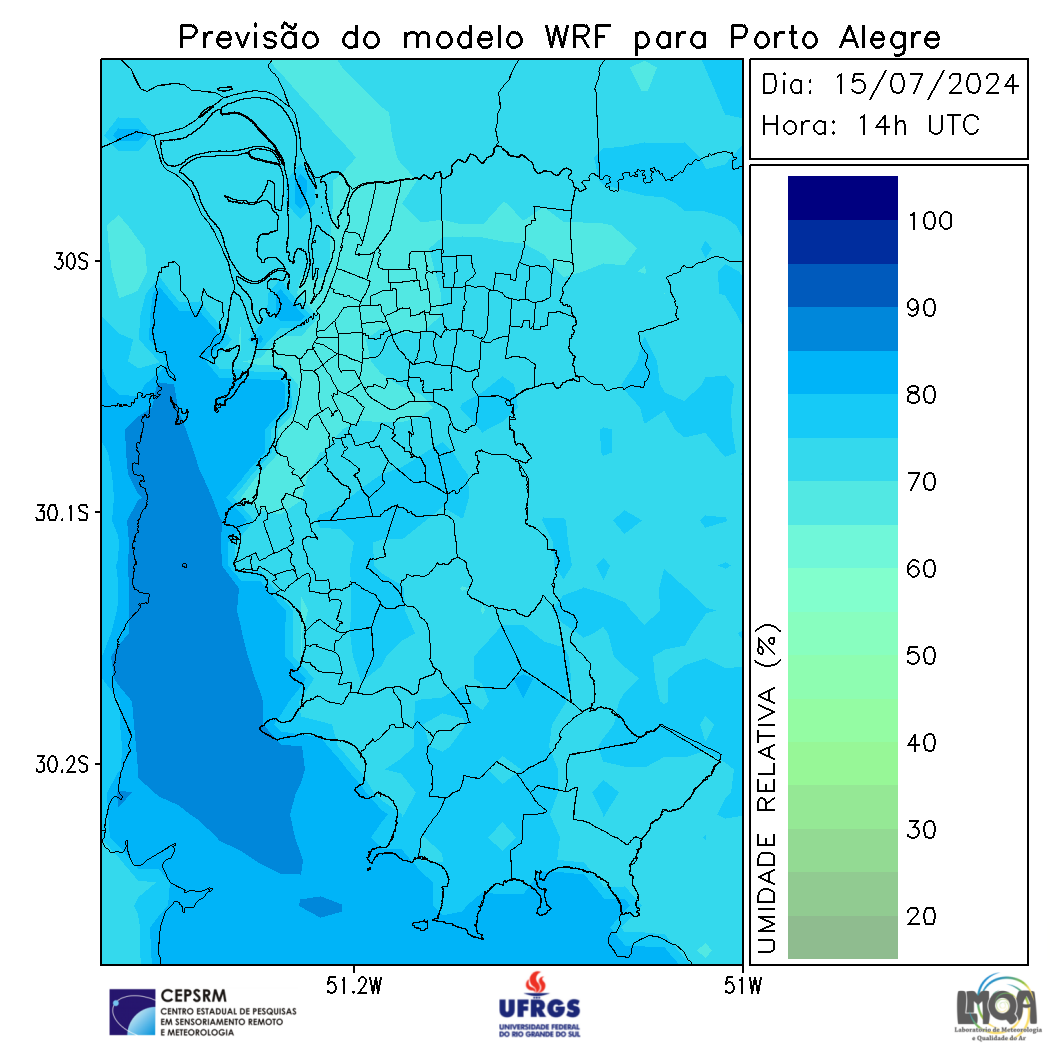 Previsão do modelo WRF para Porto Alegre
Dia: 15/07/2024
Hora: 14h UTC
30S
30.1S
30.2S
51.2W
51W
UMIDADE RELATIVA (%)
100
90
80
70
60
50
40
30
20
CEPSRM
CENTRO ESTADUAL DE PESQUISAS
EM SENSORIAMENTO REMOTO
E METEOROLOGIA
UFRGS
UNIVERSIDADE FEDERAL
DO RIO GRANDE DO SUL
LMQA
Laboratório de Meteorologia
e Qualidade do Ar